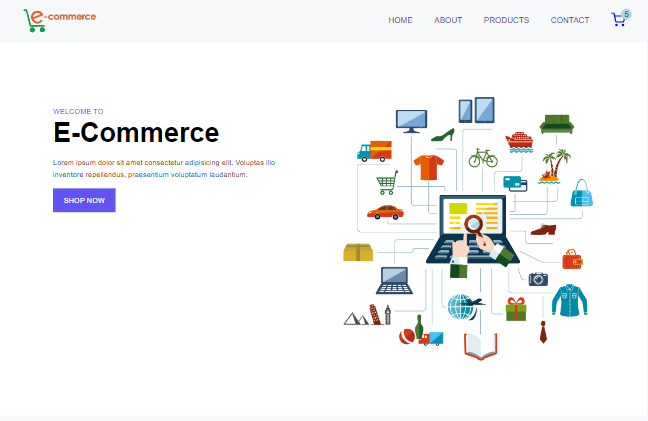 e-commerce
HOME ABOUT PRODUCTS CONTACT 5
WELCOME TO
E-Commerce
Lorem ipsum dolor sit amet consectetur adipisicing elit. Voluptas illo
inventore repellendus, praesentium voluptatum laudantium.
SHOP NOW